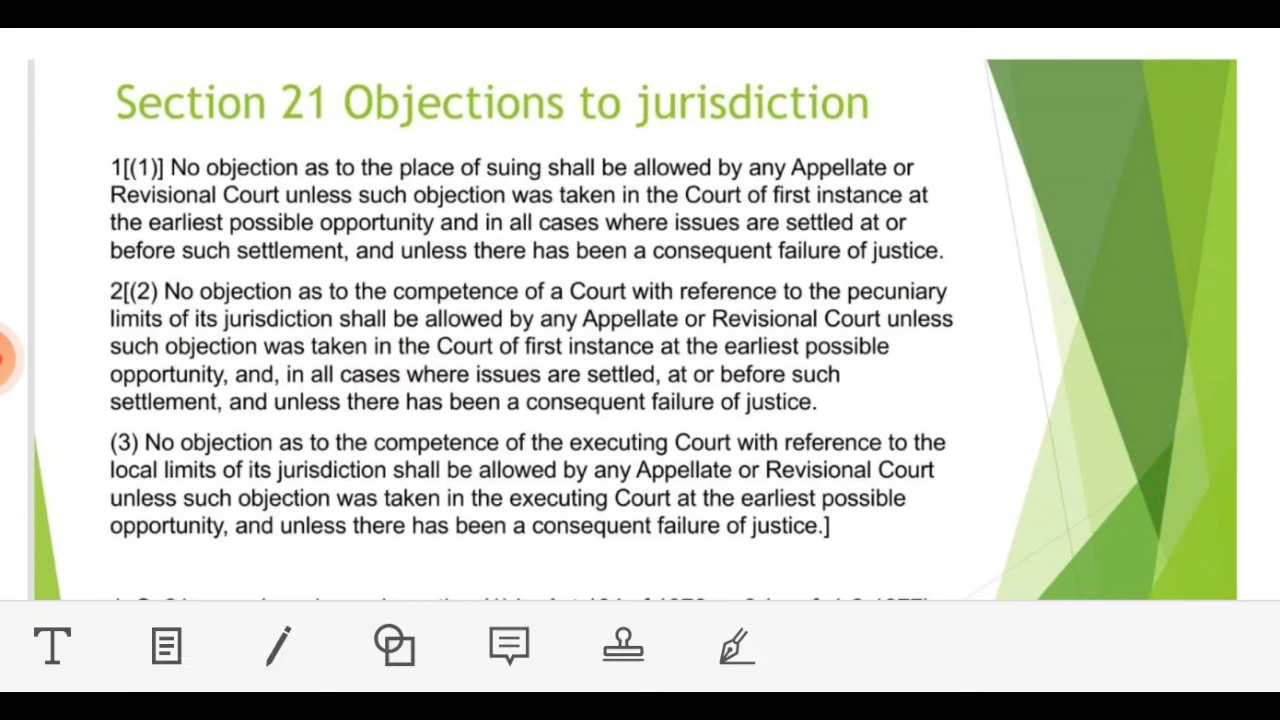 Section 21 Objections to jurisdiction
1[(1)] No objection as to the place of suing shall be allowed by any Appellate or
Revisional Court unless such objection was taken in the Court of first instance at
the earliest possible opportunity and in all cases where issues are settled at or
before such settlement, and unless there has been a consequent failure of justice.
2[(2) No objection as to the competence of a Court with reference to the pecuniary
limits of its jurisdiction shall be allowed by any Appellate or Revisional Court unless
such objection was taken in the Court of first instance at the earliest possible
opportunity, and, in all cases where issues are settled, at or before such
settlement, and unless there has been a consequent failure of justice.
(3) No objection as to the competence of the executing Court with reference to the
local limits of its jurisdiction shall be allowed by any Appellate or Revisional Court
unless such objection was taken in the executing Court at the earliest possible
opportunity, and unless there has been a consequent failure of justice.]
T